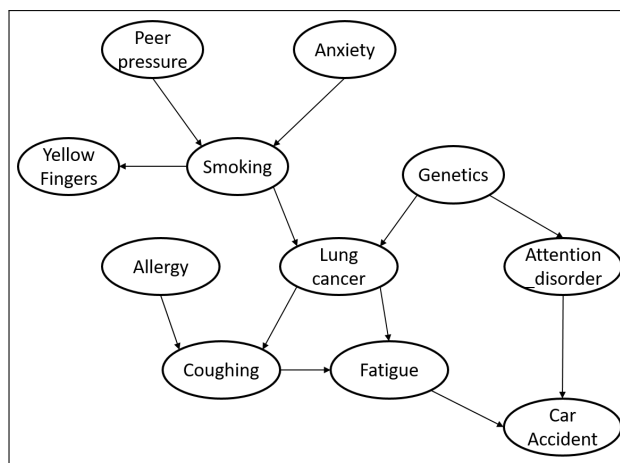 Peer
pressure
Anxiety
Yellow
Fingers
Smoking
Genetics
Allergy
Lung
cancer
Attention
_disorder
Coughing
Fatigue
Car
Accident